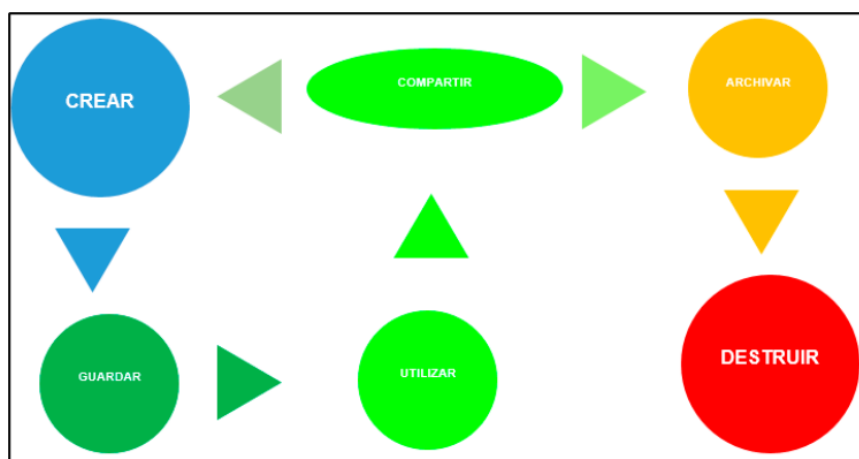 CREAR
COMPARTIR
ARCHIVAR
GUARDAR
UTILIZAR
DESTRUIR